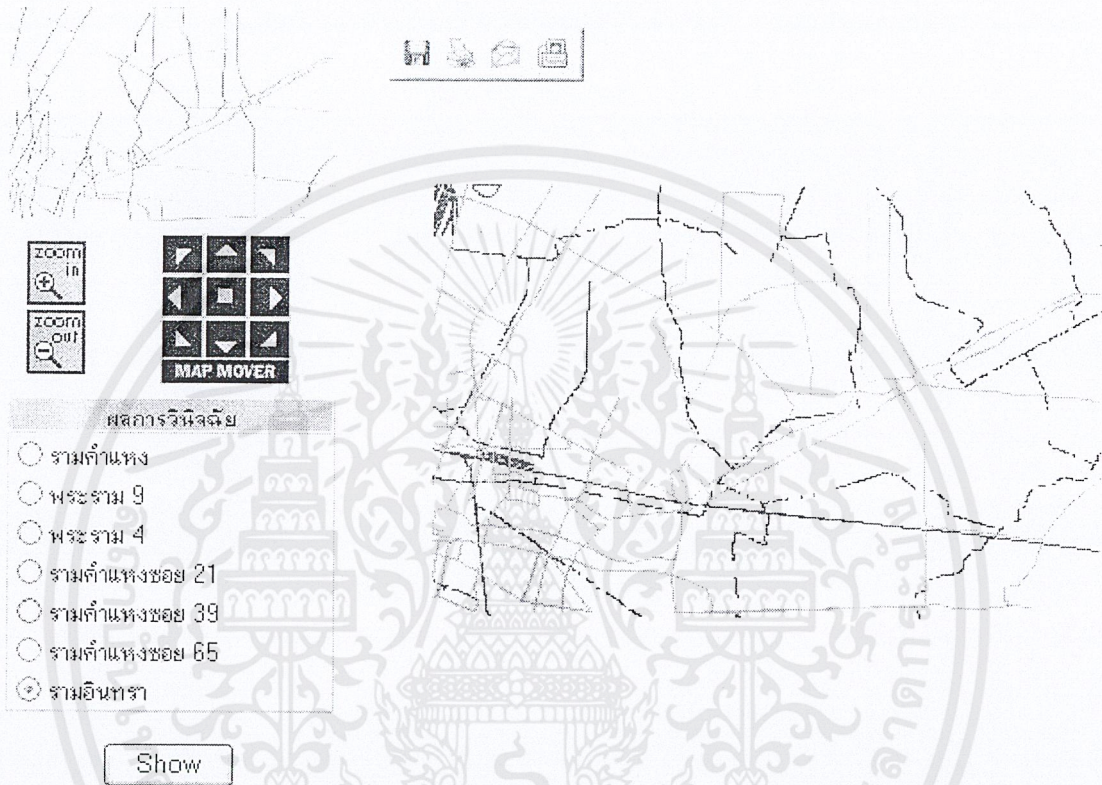 zoom
in
zoom
out
MAP MOVER
ผลการวินิจฉัย
รามคำแหง
พระราม 9
พระราม 4
รามคำแหงซอย 21
รามคำแหงซอย 39
รามคำแหงซอย 65
รามอินทรา
Show